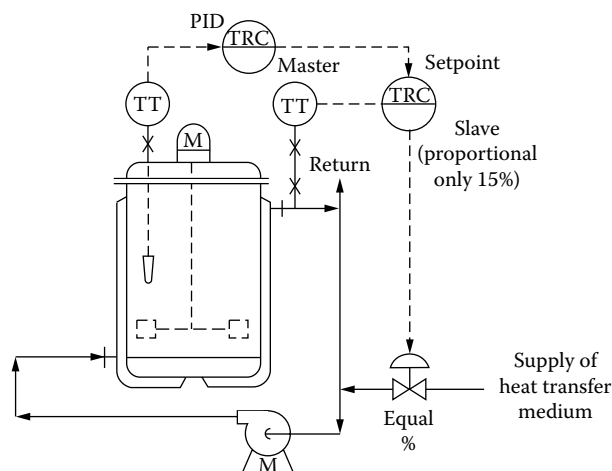 PID
TRC
Master
Setpoint
TT
TT
TRC
M
Return
Slave
(proportional
only 15%)
Supply of
heat transfer
medium
Equal
%
M